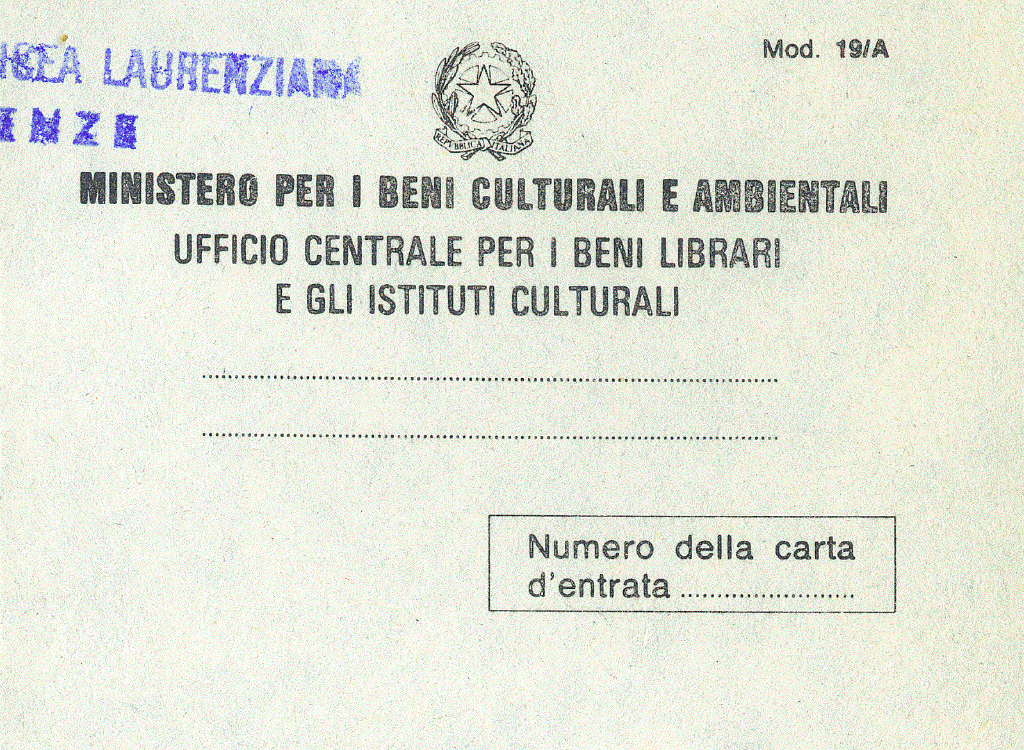 Mod. 19/A
LAURENZIANA
REPVBBLICA ITALIANA
MINISTERO PER I BENI CULTURALI E AMBIENTALI
UFFICIO CENTRALE PER I BENI LIBRARI
E GLI ISTITUTI CULTURALI
Numero della carta
d'entrata ........................